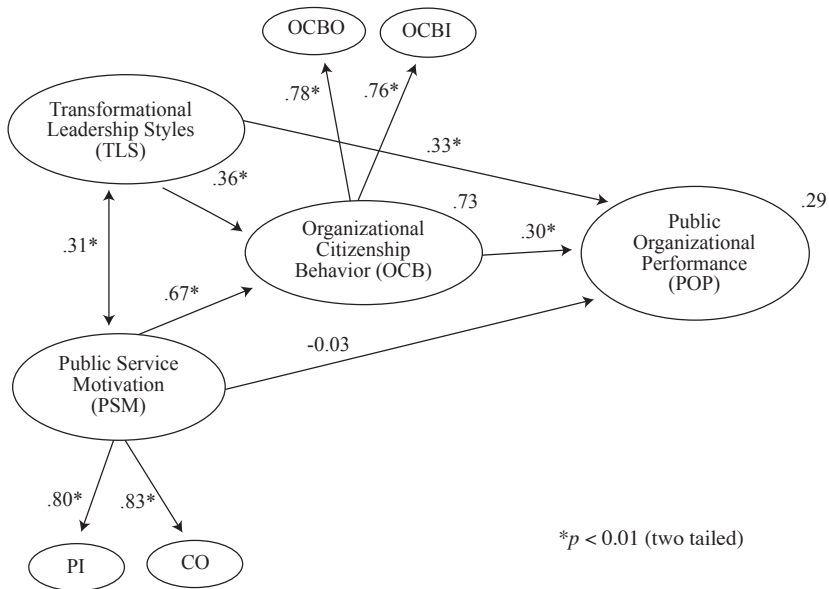 OCBO
OCBI
.78*
.76*
Transformational
Leadership Styles
(TLS)
.33*
.36*
.73
.29
Organizational
Citizenship
Behavior (OCB)
Public
Organizational
Performance
(POP)
.30*
.31*
.67*
-0.03
Public Service
Motivation
(PSM)
.80*
.83*
PI
CO
*p < 0.01 (two tailed)